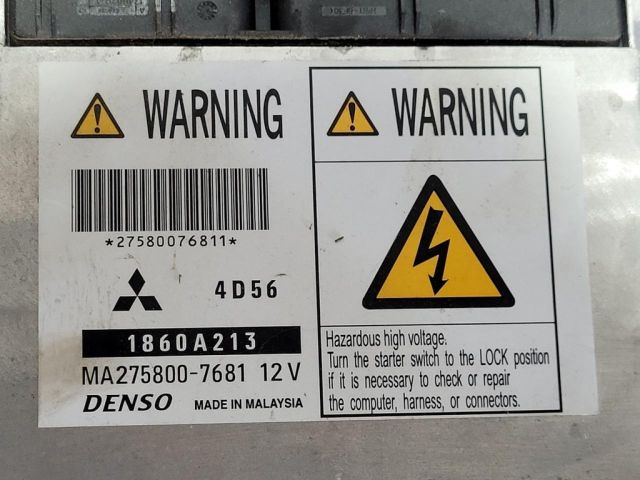 WARNING
*27580076811*
4D56
1860A213
MA275800-7681 12V
DENSO MADE IN MALAYSIA
WARNING
Hazardous high voltage.
Turn the starter switch to the LOCK position
if it is necessary to check or repair
the computer, harness, or connectors.